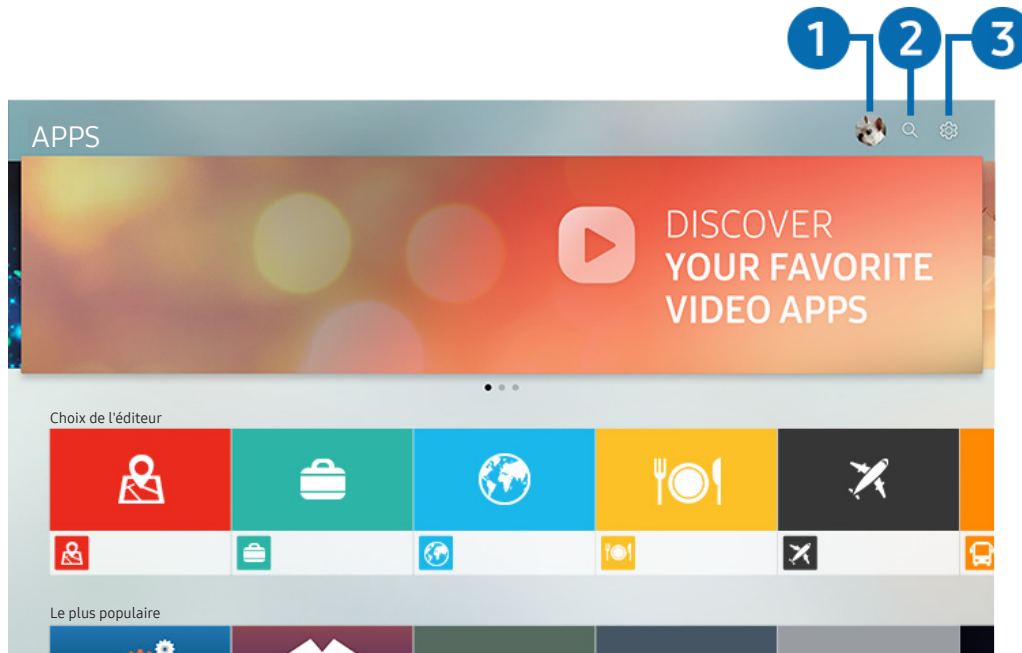 1 2 3
APPS
DISCOVER
YOUR FAVORITE
VIDEO APPS
Choix de l'éditeur
Le plus populaire